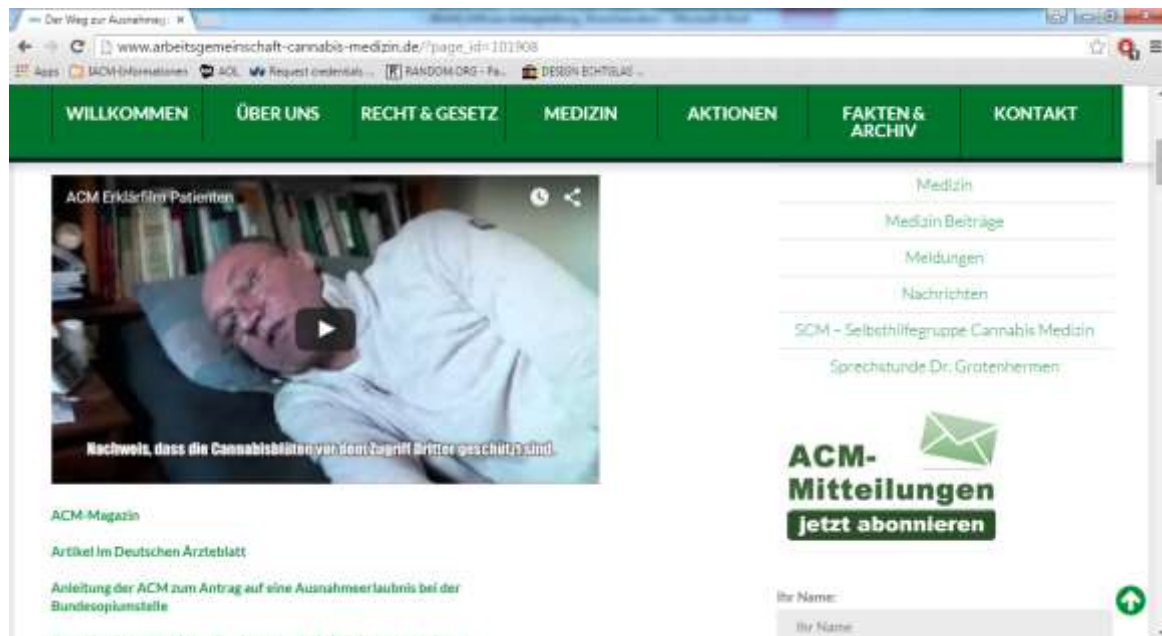 Der Weg zur Ausnahmeg
www.arbeitsgemeinschaft-cannabis-medizin.de/?page_id=101908
Apps IACM-Informationen AOL Request credentials... RANDOM.ORG - Pa... DESIGN ECHTGLAS ...
WILLKOMMEN ÜBER UNS RECHT & GESETZ MEDIZIN AKTIONEN FAKTEN & ARCHIV KONTAKT
ACM Erklärfilm Patienten
Nachweis, dass die Cannabisblüten vor dem Zugriff Dritter geschützt sind.
ACM-Magazin
Artikel im Deutschen Ärzteblatt
Anleitung der ACM zum Antrag auf eine Ausnahmeerlaubnis bei der
Bundesopiumstelle
Medizin
Medizin Beiträge
Meldungen
Nachrichten
SCM – Selbsthilfegruppe Cannabis Medizin
Sprechstunde Dr. Grotenhermen
ACM-
Mitteilungen
jetzt abonnieren
Ihr Name:
Ihr Name